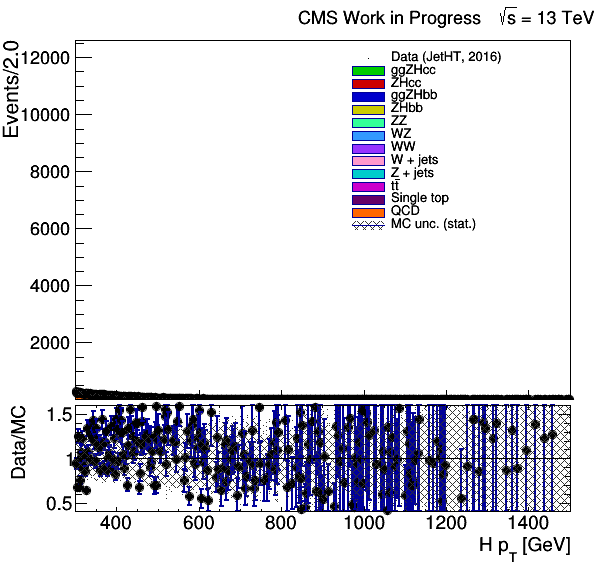 CMS Work in Progress √s = 13 TeV
Events/2.0
12000
10000
8000
6000
4000
2000
Data (JetHT, 2016)
ggZHcc
ZHcc
ggZHbb
ZHbb
ZZ
WZ
WW
W + jets
Z + jets
tt̄
Single top
QCD
MC unc. (stat.)
Data/MC
1.5
1
0.5
400 600 800 1000 1200 1400
H p_T [GeV]